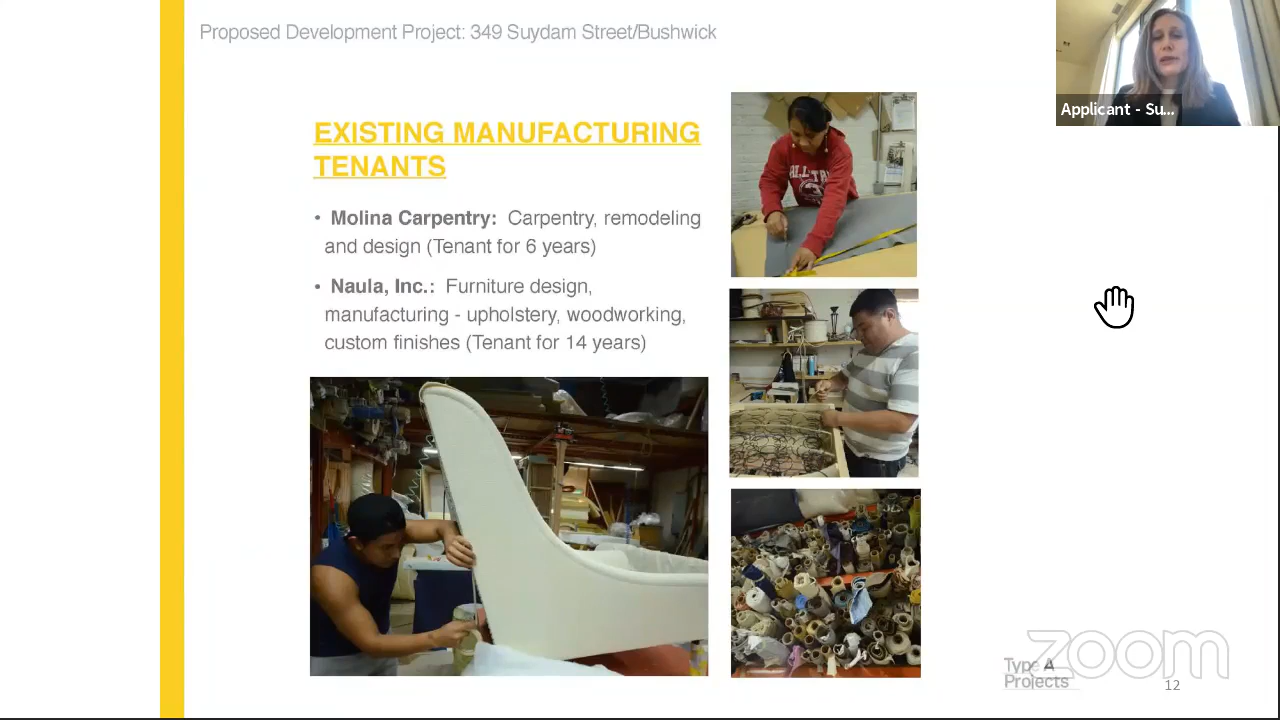 Proposed Development Project: 349 Suydam Street/Bushwick
Applicant - Su...
EXISTING MANUFACTURING
TENANTS
• Molina Carpentry: Carpentry, remodeling
and design (Tenant for 6 years)
• Naula, Inc.: Furniture design,
manufacturing - upholstery, woodworking,
custom finishes (Tenant for 14 years)
zoom
Type A
Projects
12